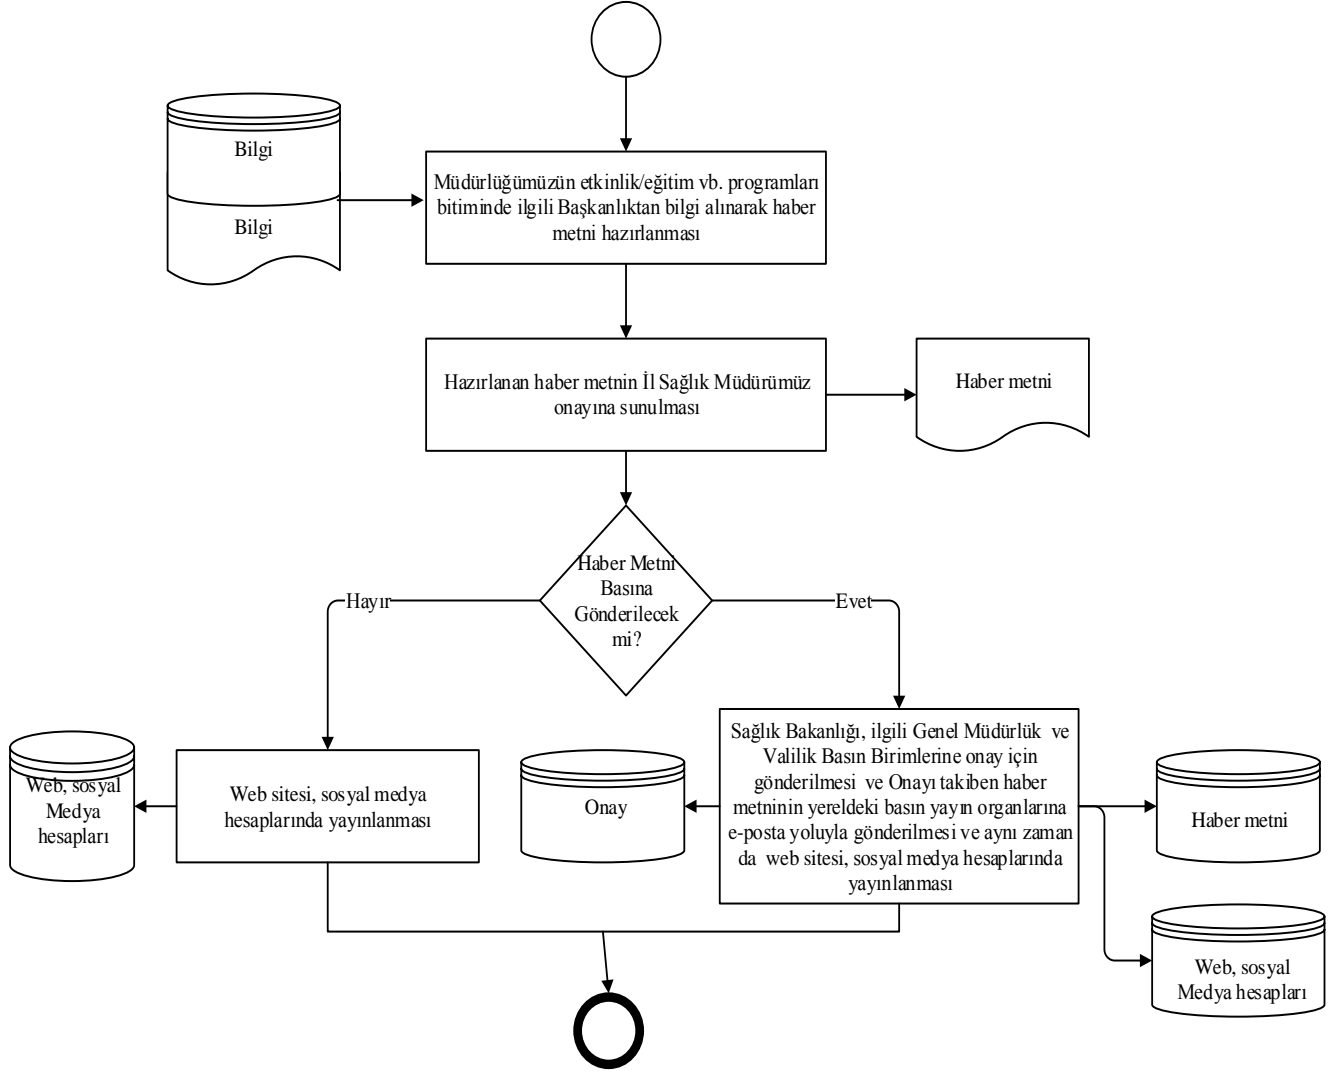 Bilgi
Bilgi
Müdürlüğümüzün etkinlik/eğitim vb. programları
bitiminde ilgili Başkanlıktan bilgi alınarak haber
metni hazırlanması
Hazırlanan haber metnin İl Sağlık Müdürümüz
onayına sunulması
Haber metni
Haber Metni
Basına
Gönderilecek
mi?
Hayır
Evet
Web, sosyal
Medya
hesapları
Web sitesi, sosyal medya
hesaplarında yayınlanması
Onay
Sağlık Bakanlığı, ilgili Genel Müdürlük ve
Valilik Basın Birimlerine onay için
gönderilmesi ve Onayı takiben haber
metninin yereldeki basın yayın organlarına
e-posta yoluyla gönderilmesi ve aynı zaman
da web sitesi, sosyal medya hesaplarında
yayınlanması
Haber metni
Web, sosyal
Medya hesapları